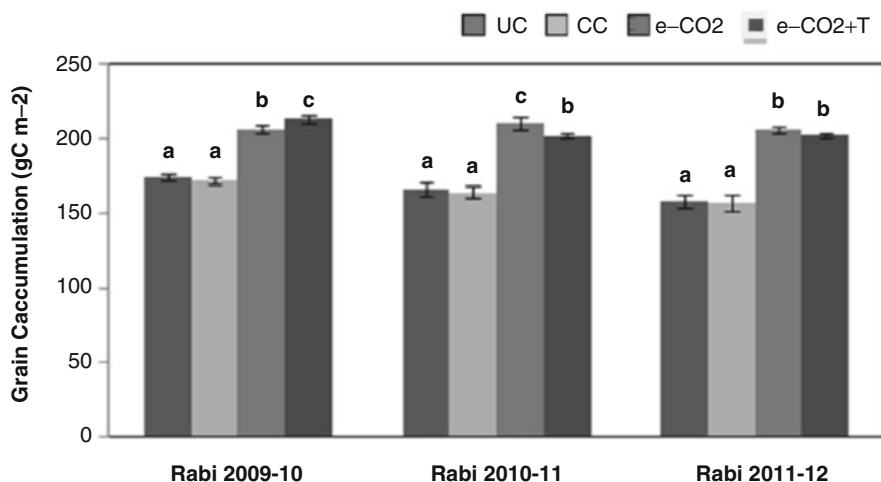 UC CC e–CO2 e–CO2+T
Grain Caccumulation (gC m–2)
250
200
150
100
50
0
a a b c
a a c b
a a b b
Rabi 2009-10 Rabi 2010-11 Rabi 2011-12